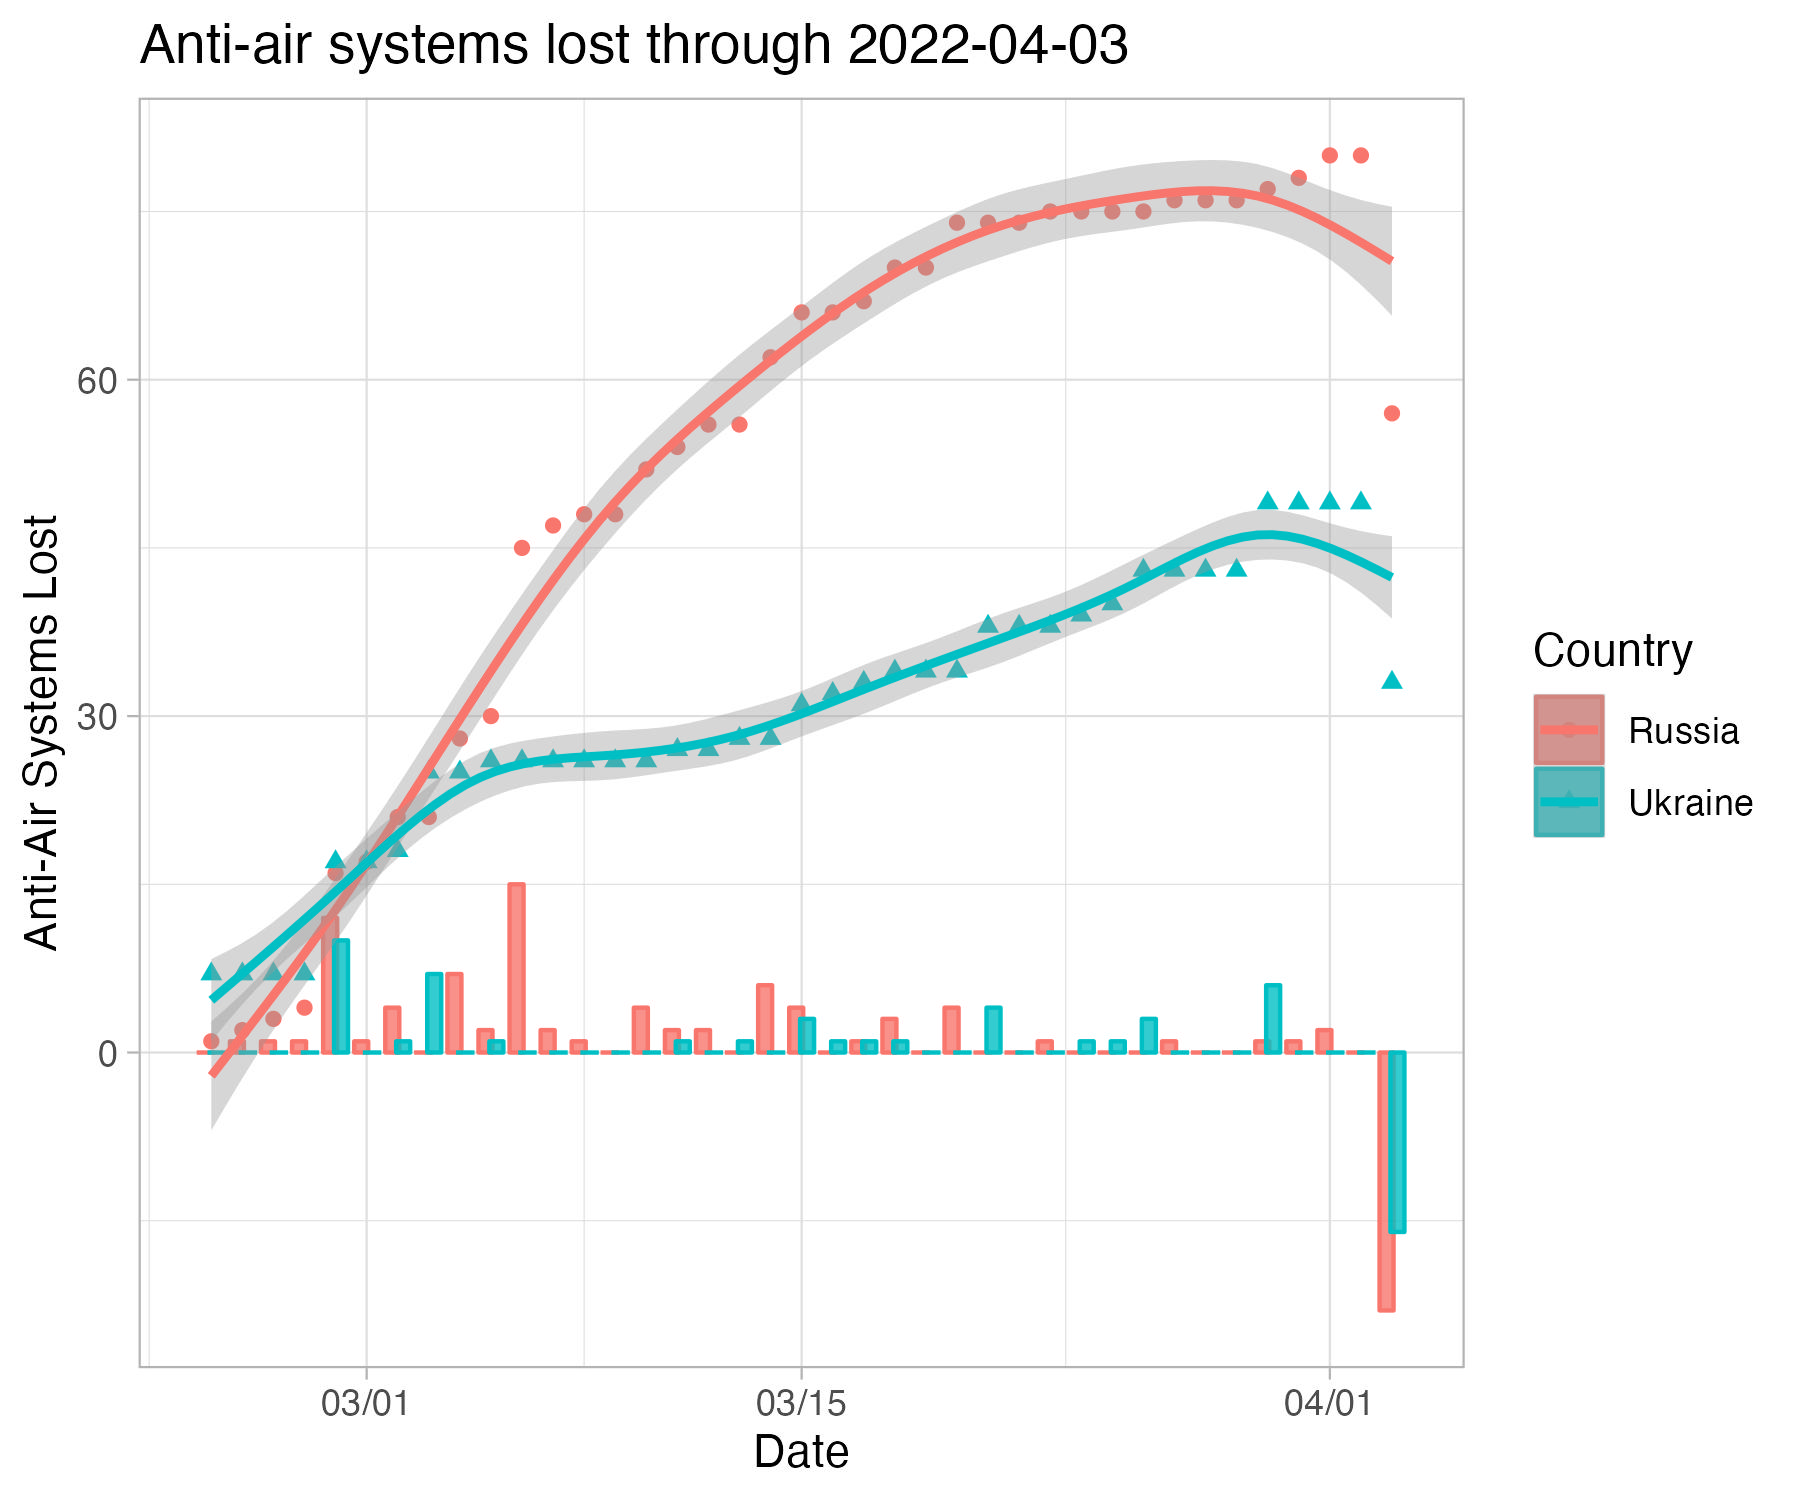 Anti-air systems lost through 2022-04-03
Anti-Air Systems Lost
60
30
0
03/01
03/15
04/01
Date
Country
Russia
Ukraine